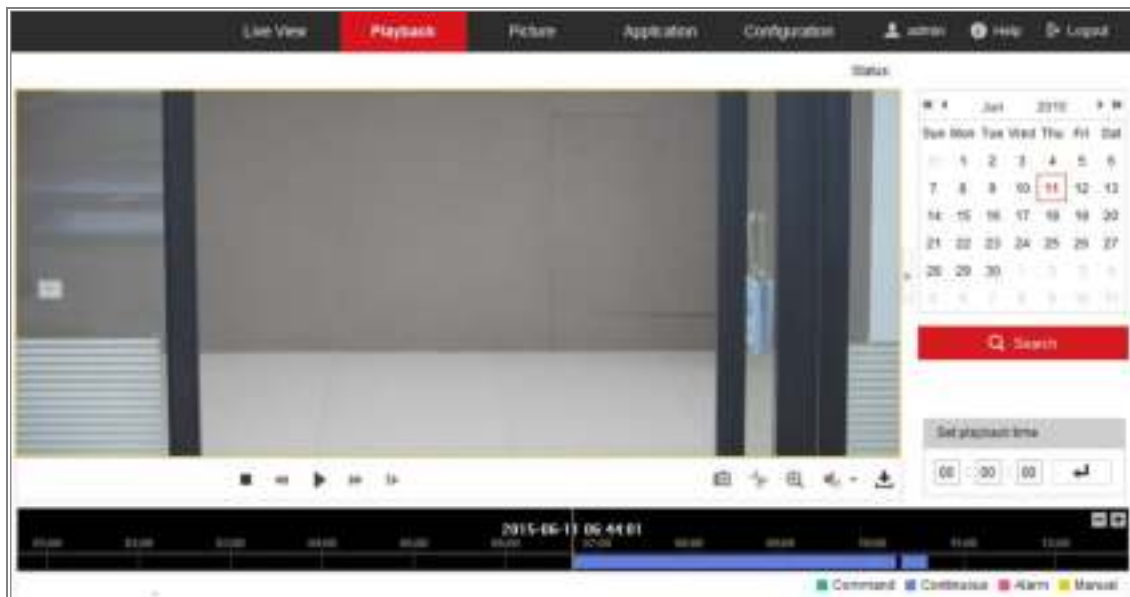 Live View Playback Picture Application Configuration admin Help Logout
Status
Jun 2015
Sun Mon Tue Wed Thu Fri Sat
1 2 3 4 5 6
7 8 9 10 11 12 13
14 15 16 17 18 19 20
21 22 23 24 25 26 27
28 29 30
Search
Set playback time
00 : 00 : 00
2015-06-11 06:44:01
Command Continuous Alarm Manual